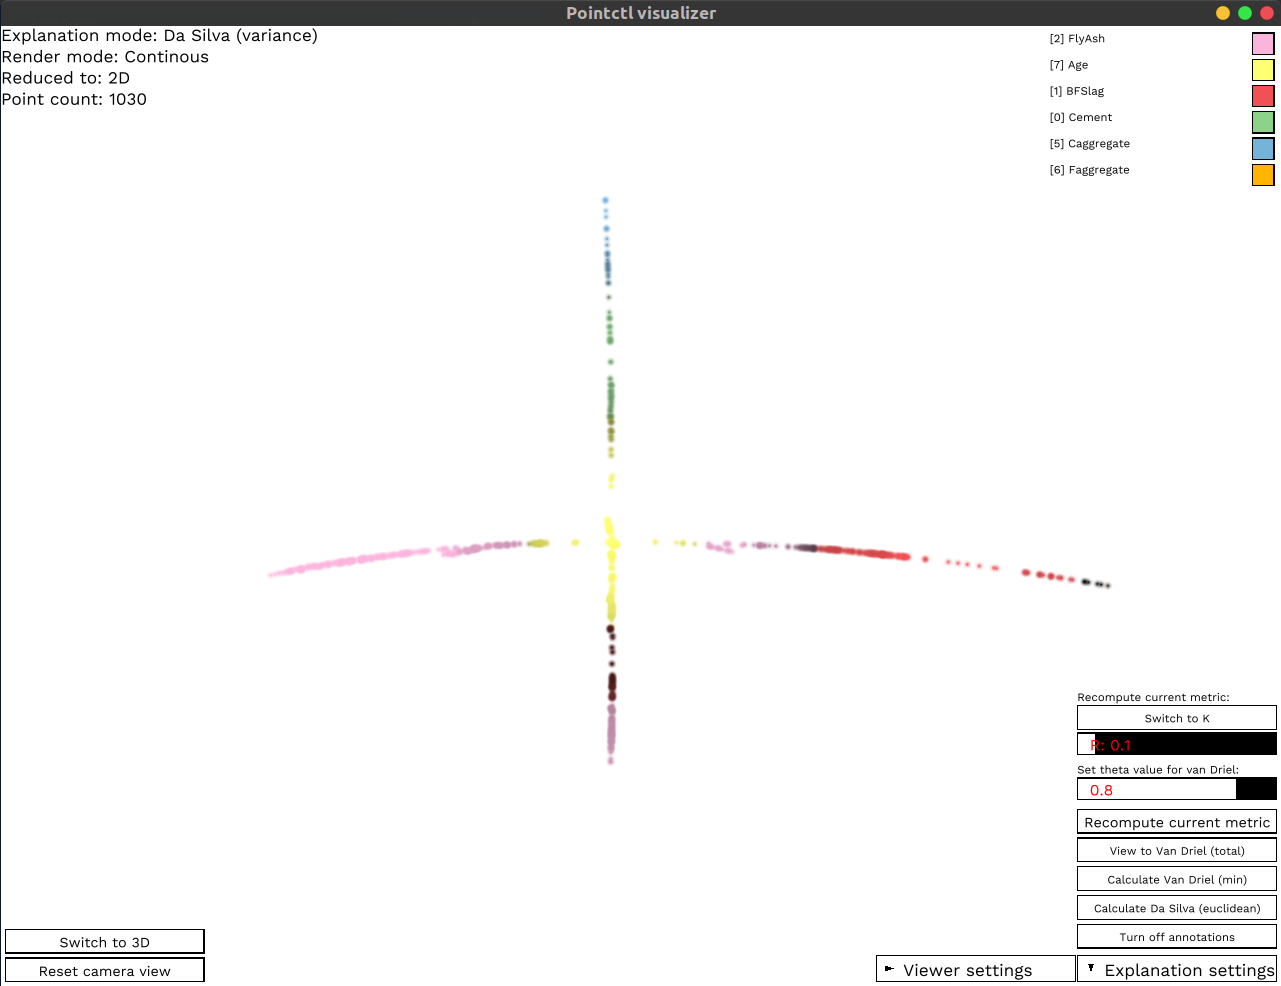 Pointctl visualizer
Explanation mode: Da Silva (variance)
Render mode: Continous
Reduced to: 2D
Point count: 1030
[2] FlyAsh
[7] Age
[1] BFSlag
[0] Cement
[5] Caggregate
[6] Faggregate
Recompute current metric:
Switch to K
R: 0.1
Set theta value for van Driel:
0.8
Recompute current metric
View to Van Driel (total)
Calculate Van Driel (min)
Calculate Da Silva (euclidean)
Turn off annotations
Switch to 3D
Reset camera view
Viewer settings
Explanation settings